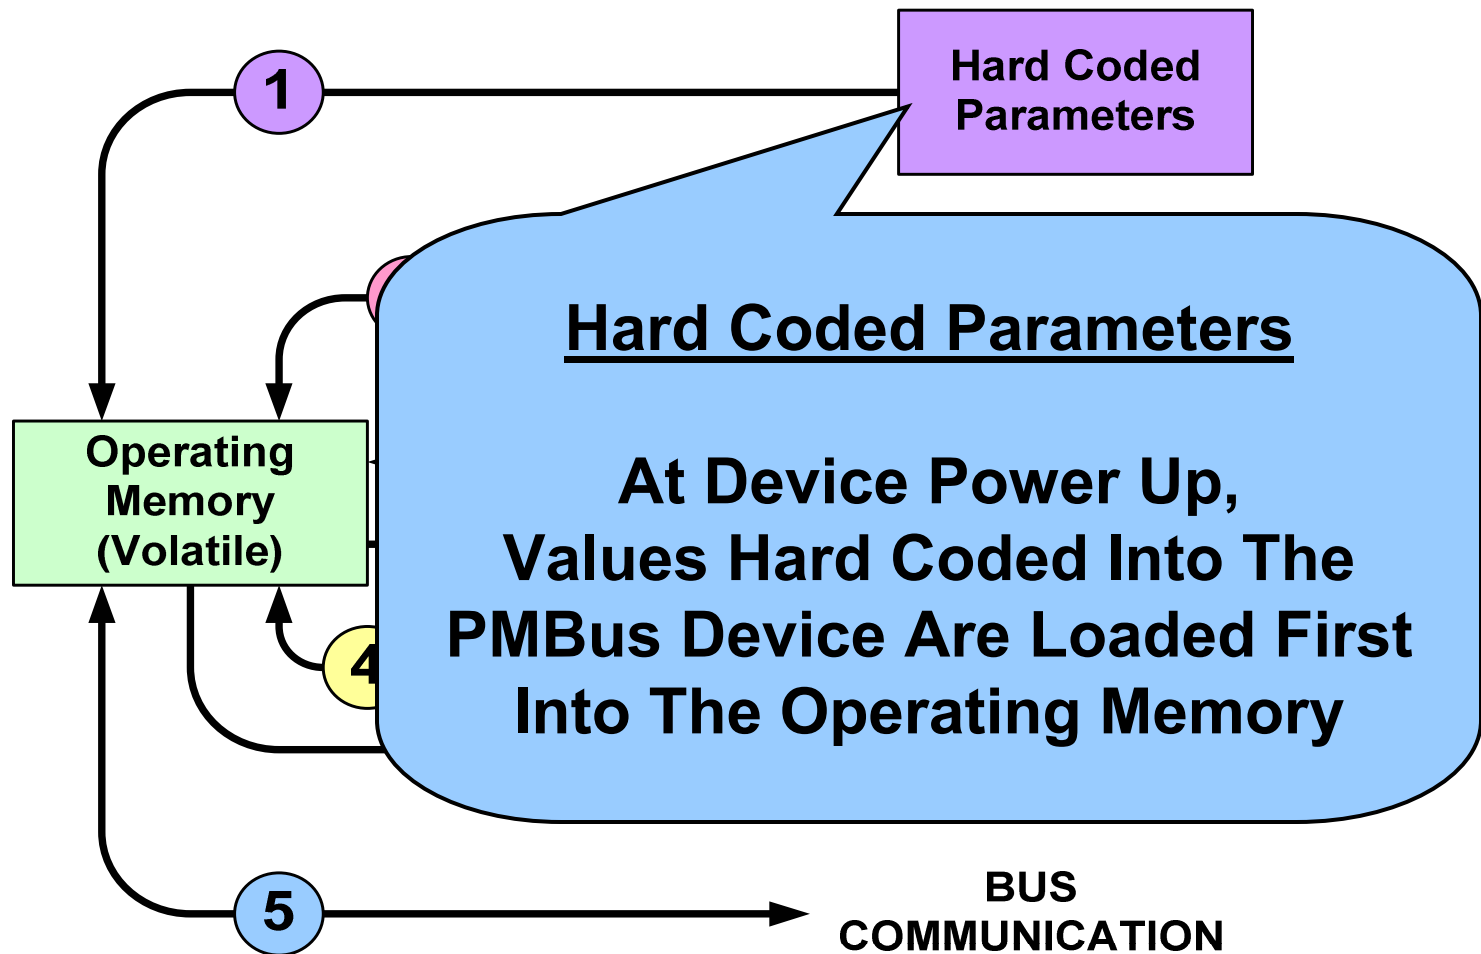 1
Hard Coded
Parameters
Hard Coded Parameters
At Device Power Up,
Values Hard Coded Into The
PMBus Device Are Loaded First
Into The Operating Memory
Operating
Memory
(Volatile)
4
5
BUS
COMMUNICATION